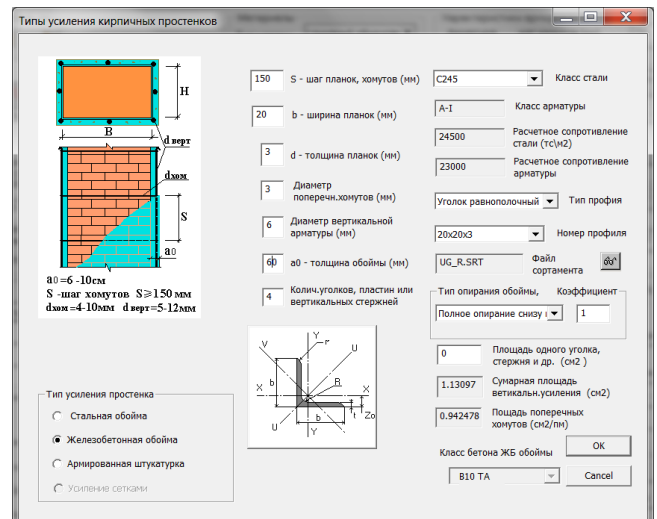 Типы усиления кирпичных простенков
H
B
d верт
dхом
S
a0
a0 =6 -10см
S -шаг хомутов S≥150 мм
dхом =4-10мм d верт=5-12мм
Тип усиления простенка
Стальная обойма
Железобетонная обойма
Армированная штукатурка
Усиление сетками
150 S - шаг планок, хомутов (мм)
20 b - ширина планок (мм)
3 d - толщина планок (мм)
3 Диаметр
поперечн.хомутов (мм)
6 Диаметр вертикальной
арматуры (мм)
60 a0 - толщина обоймы (мм)
4 Колич.уголков, пластин или
вертикальных стержней
V Y r U
b
X R X
t Zo
b
U Y V
C245 Класс стали
A-I Класс арматуры
24500 Расчетное сопротивление
стали (тс\м2)
23000 Расчетное сопротивление
арматуры
Уголок равнополочный Тип профия
20x20x3 Номер профиля
UG_R.SRT Файл
сортамента
Тип опирания обоймы, Коэффициент
Полное опирание снизу 1
0 Площадь одного уголка,
стержня и др. (см2 )
1.13097 Сумарная площадь
ветикальн.усиления (см2)
0.942478 Пощадь поперечных
хомутов (см2/пм)
Класс бетона ЖБ обоймы
OK
B10 TA
Cancel